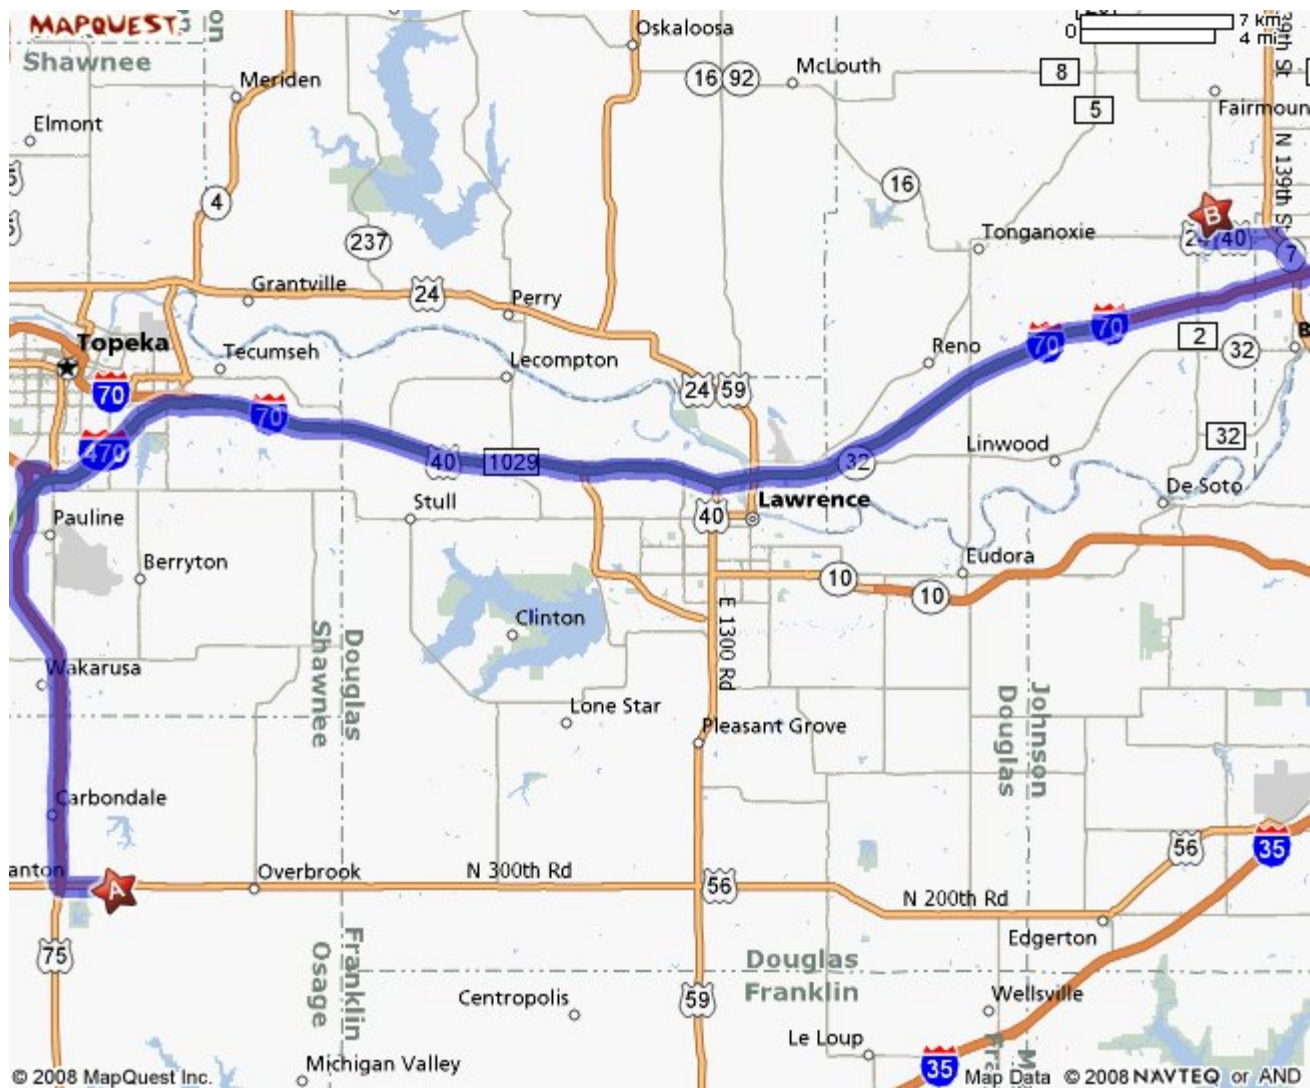 MAPQUEST
7 km
4 mi
0
Shawnee
Oskaloosa
McLouth
Meriden
16
92
8
5
Fairmoun
Elmont
N 139th St
4
16
237
B
Tonganoxie
24
40
7
Grantville
24
Perry
Topeka
Tecumseh
Lecompton
Reno
70
70
2
32
B
70
70
24
59
470
40
1029
32
Linwood
32
Stull
Lawrence
De Soto
Pauline
40
Berryton
Eudora
10
10
Clinton
E 1300 Rd
Douglas
Shawnee
Wakarusa
Lone Star
Pleasant Grove
Johnson
Douglas
Carbondale
56
35
anton
A
Overbrook
N 300th Rd
56
N 200th Rd
Edgerton
75
Franklin
Osage
Douglas
Franklin
Centropolis
59
Wellsville
Le Loup
Fr
M
Michigan Valley
35
© 2008 MapQuest Inc.
Map Data © 2008 NAVTEQ or AND